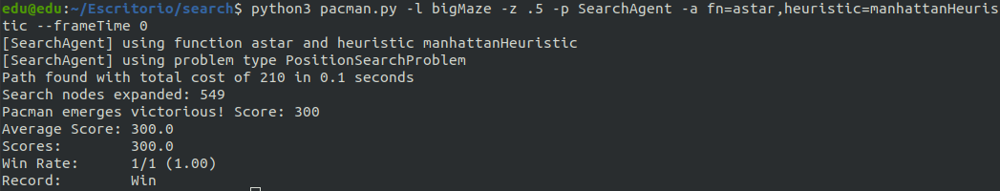 edu@edu:~/Escritorio/search$ python3 pacman.py -l bigMaze -z .5 -p SearchAgent -a fn=astar,heuristic=manhattanHeuris
tic --frameTime 0
[SearchAgent] using function astar and heuristic manhattanHeuristic
[SearchAgent] using problem type PositionSearchProblem
Path found with total cost of 210 in 0.1 seconds
Search nodes expanded: 549
Pacman emerges victorious! Score: 300
Average Score: 300.0
Scores:        300.0
Win Rate:      1/1 (1.00)
Record:        Win